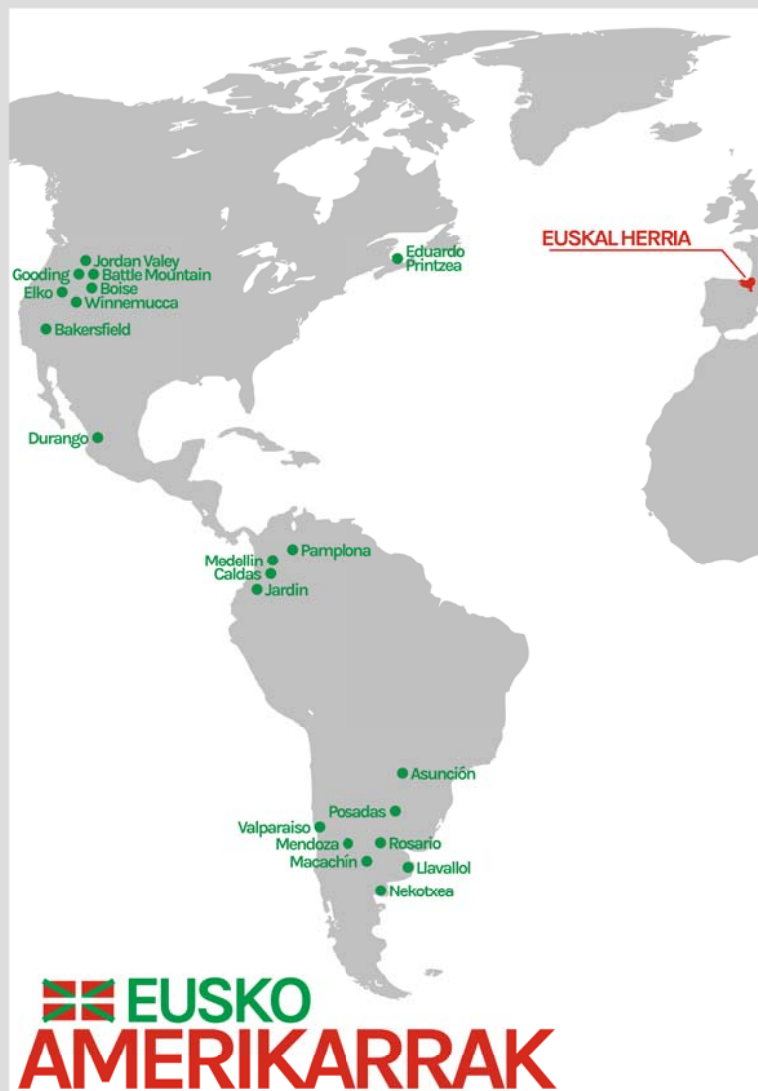 EUSKAL HERRIA
Eduardo
Printzea
Jordan Valey
Gooding
Battle Mountain
Elko
Boise
Winnemucca
Bakersfield
Durango
Pamplona
Medellin
Caldas
Jardin
Asunción
Posadas
Valparaiso
Mendoza
Rosario
Macachín
Llavallol
Nekotxea
EUSKO
AMERIKARRAK